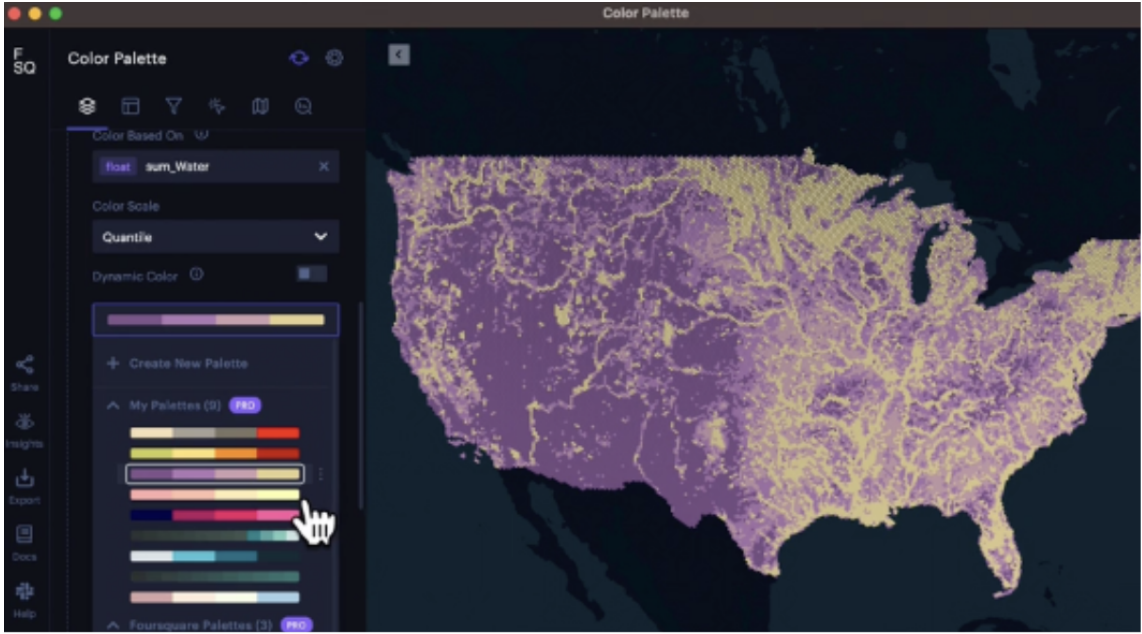 Color Palette
F
SQ
Color Palette
Color Based On
float sum_Water
Color Scale
Quantile
Dynamic Color
+ Create New Palette
My Palettes (9) PRO
Share
Insights
Export
Docs
Help
Foursquare Palettes (3) PRO